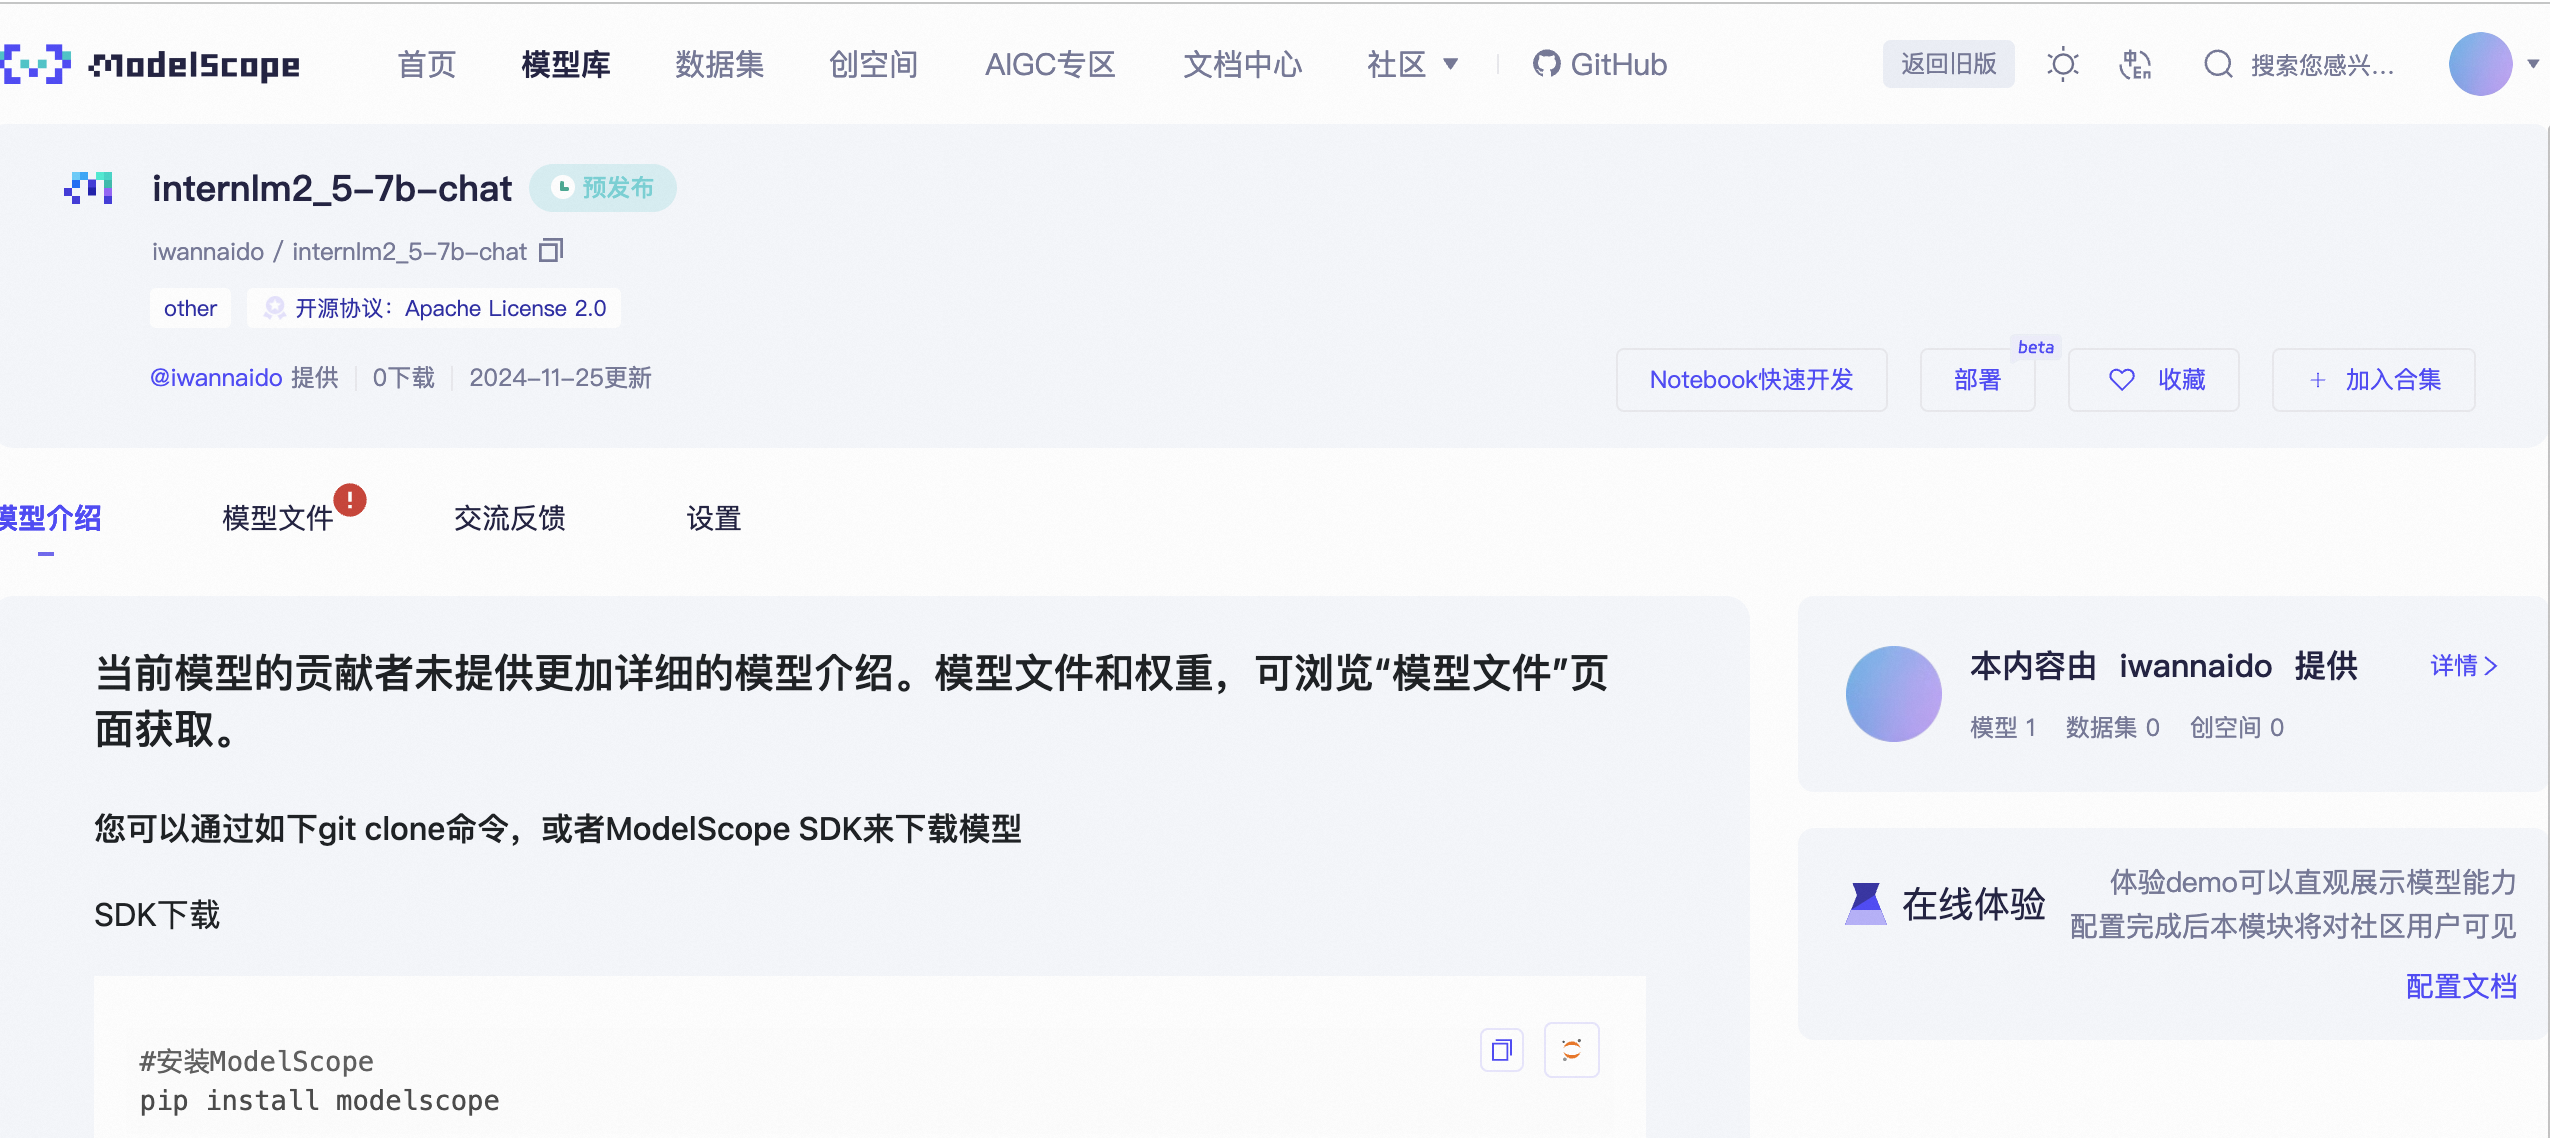 ModelScope 首页 模型库 数据集 创空间 AIGC专区 文档中心 社区 GitHub 返回旧版 中En 搜索您感兴...
internlm2_5-7b-chat 预发布
iwannaido / internlm2_5-7b-chat
other 开源协议：Apache License 2.0
@iwannaido 提供 0下载 2024-11-25更新
Notebook快速开发 部署 beta 收藏 + 加入合集
模型介绍 模型文件 ! 交流反馈 设置
当前模型的贡献者未提供更加详细的模型介绍。模型文件和权重，可浏览“模型文件”页
面获取。
您可以通过如下git clone命令，或者ModelScope SDK来下载模型
SDK下载
#安装ModelScope
pip install modelscope
本内容由 iwannaido 提供 详情
模型 1 数据集 0 创空间 0
在线体验
体验demo可以直观展示模型能力
配置完成后本模块将对社区用户可见
配置文档